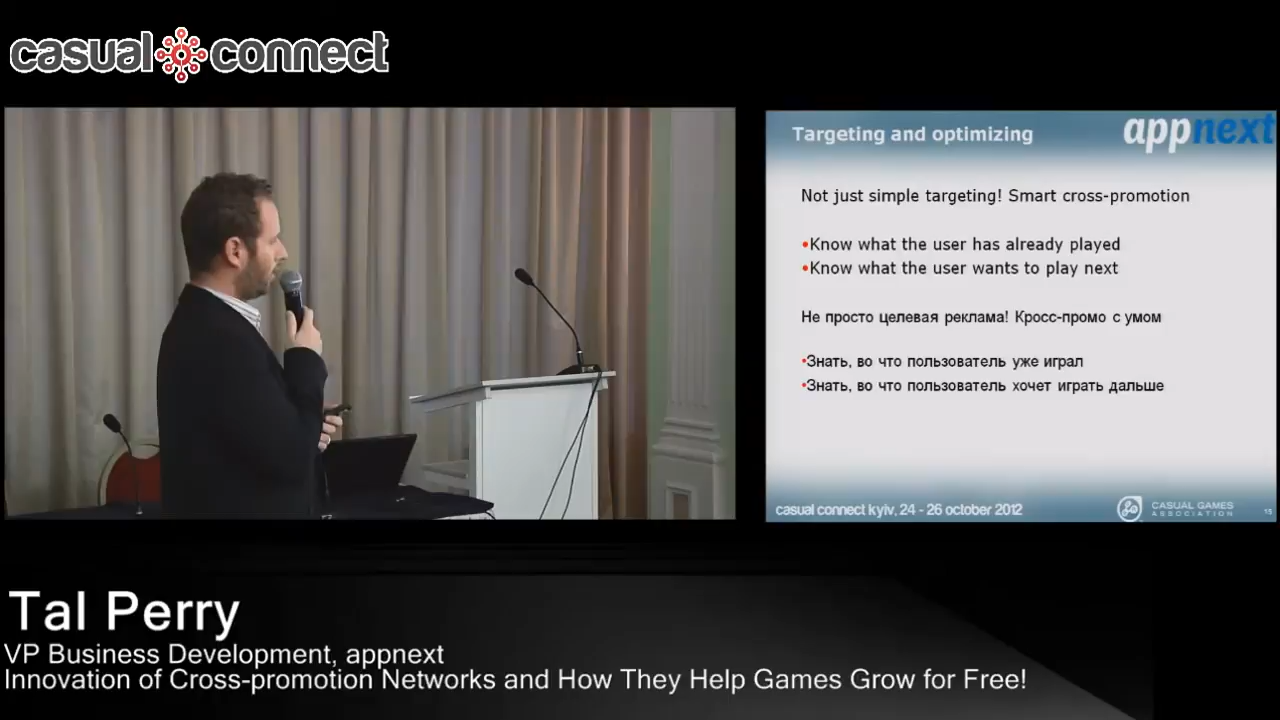 casual connect
Targeting and optimizing
appnext
Not just simple targeting! Smart cross-promotion
•Know what the user has already played
•Know what the user wants to play next
Не просто целевая реклама! Кросс-промо с умом
•Знать, во что пользователь уже играл
•Знать, во что пользователь хочет играть дальше
casual connect kyiv, 24 - 26 october 2012
CASUAL GAMES
ASSOCIATION
15
Tal Perry
VP Business Development, appnext
Innovation of Cross-promotion Networks and How They Help Games Grow for Free!